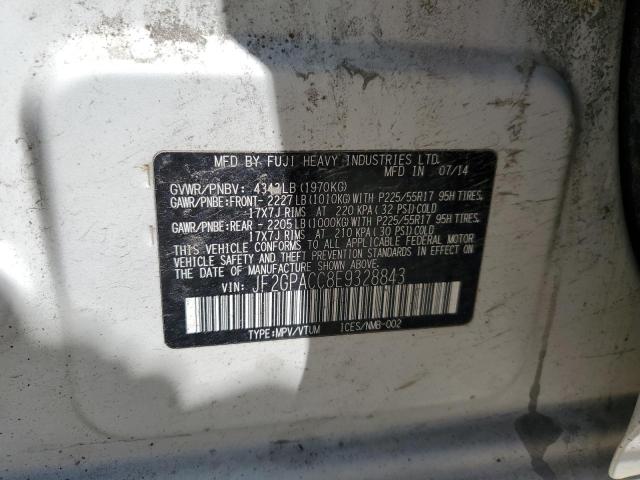 MFD BY FUJI HEAVY INDUSTRIES LTD.
MFD IN 07/14
GVWR/PNBV: 4343LB(1970KG)
GAWR/PNBE:FRONT- 2227LB(1010KG)WITH P225/55R17 95H TIRES,
17X7J RIMS AT 220 KPA( 32 PSI)COLD
GAWR/PNBE:REAR - 2205LB(1000KG)WITH P225/55R17 95H TIRES,
17X7J RIMS AT 210 KPA( 30 PSI)COLD
THIS VEHICLE CONFORMS TO ALL APPLICABLE FEDERAL MOTOR
VEHICLE SAFETY AND THEFT PREVENTION STANDARDS IN EFFECT
ON THE DATE OF MANUFACTURE SHOWN ABOVE.
VIN: JF2GPACC8E9328843
TYPE:MPV/VTUM ICES/NMB-002